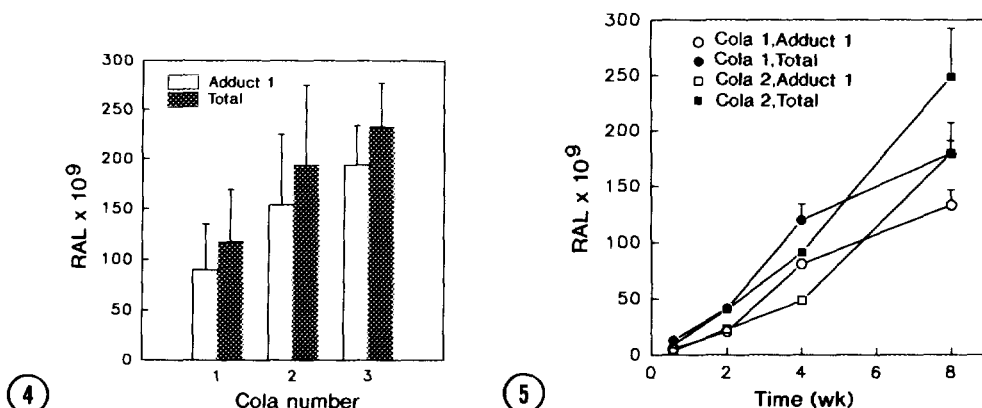 300
250
200
150
100
50
0
RAL x 10⁹
Adduct 1
Total
1 2 3
Cola number
4
300
250
200
150
100
50
0
RAL x 10⁹
Cola 1,Adduct 1
Cola 1,Total
Cola 2,Adduct 1
Cola 2,Total
0 2 4 6 8
Time (wk)
5